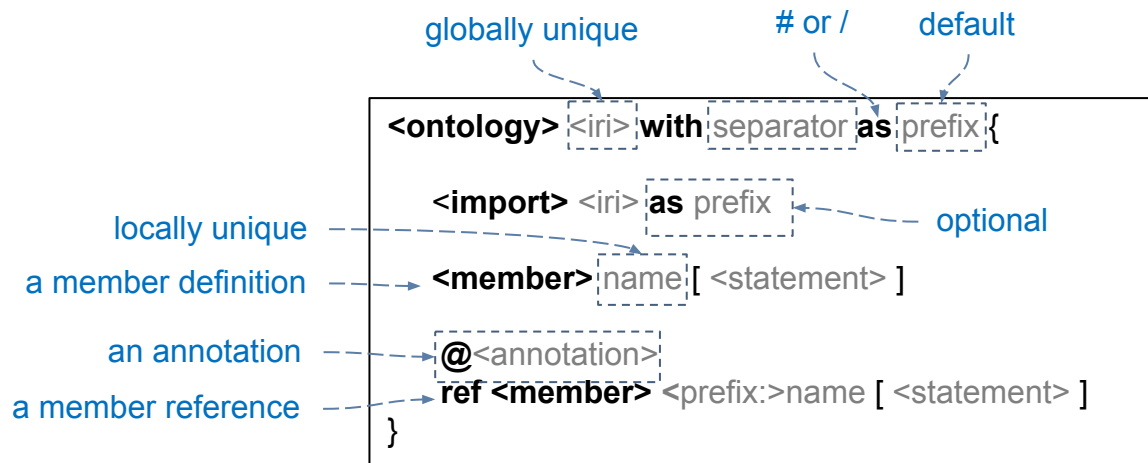 globally unique
# or /
default
<ontology> <iri> with separator as prefix {
<import> <iri> as prefix
optional
locally unique
a member definition
<member> name [ <statement> ]
an annotation
@<annotation>
a member reference
ref <member> <prefix:>name [ <statement> ]
}